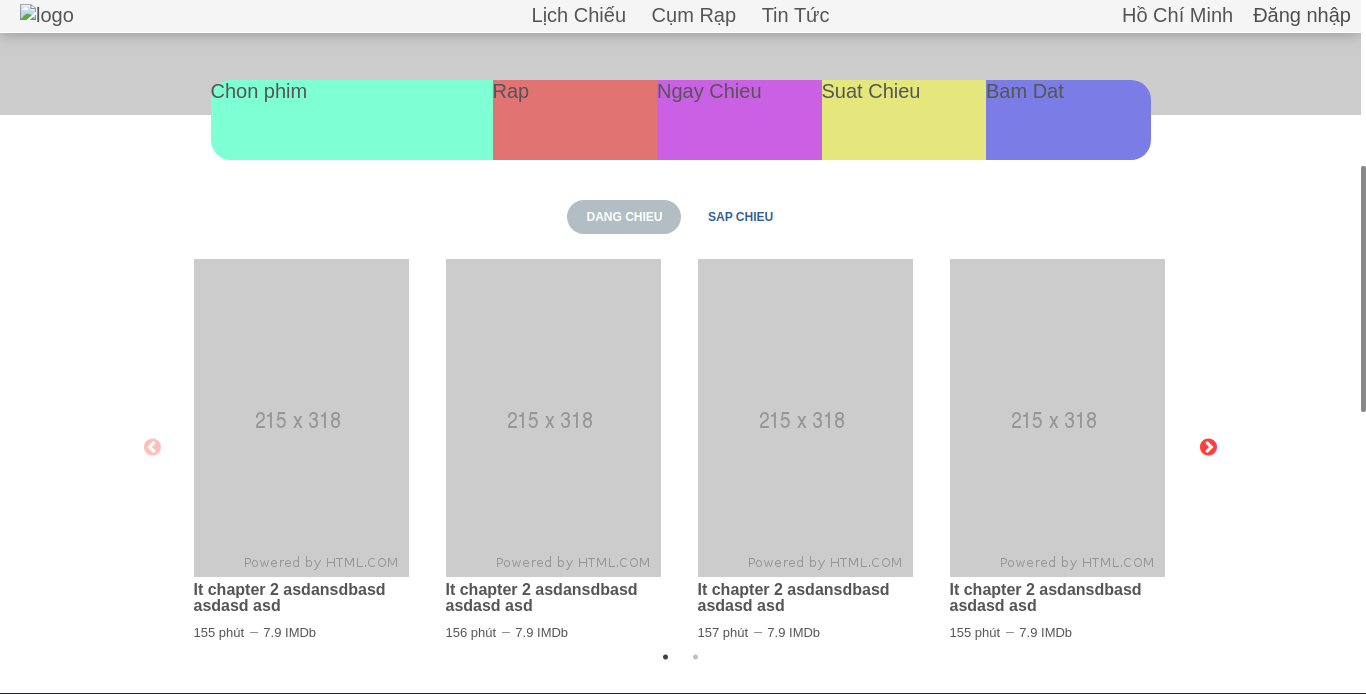 logo Lịch Chiếu Cụm Rạp Tin Tức Hồ Chí Minh Đăng nhập
Chon phim Rap Ngay Chieu Suat Chieu Bam Dat
DANG CHIEU SAP CHIEU
215 x 318 215 x 318 215 x 318 215 x 318
Powered by HTML.COM Powered by HTML.COM Powered by HTML.COM Powered by HTML.COM
It chapter 2 asdansdbasd It chapter 2 asdansdbasd It chapter 2 asdansdbasd It chapter 2 asdansdbasd
asdasd asd asdasd asd asdasd asd asdasd asd
155 phút – 7.9 IMDb 156 phút – 7.9 IMDb 157 phút – 7.9 IMDb 155 phút – 7.9 IMDb